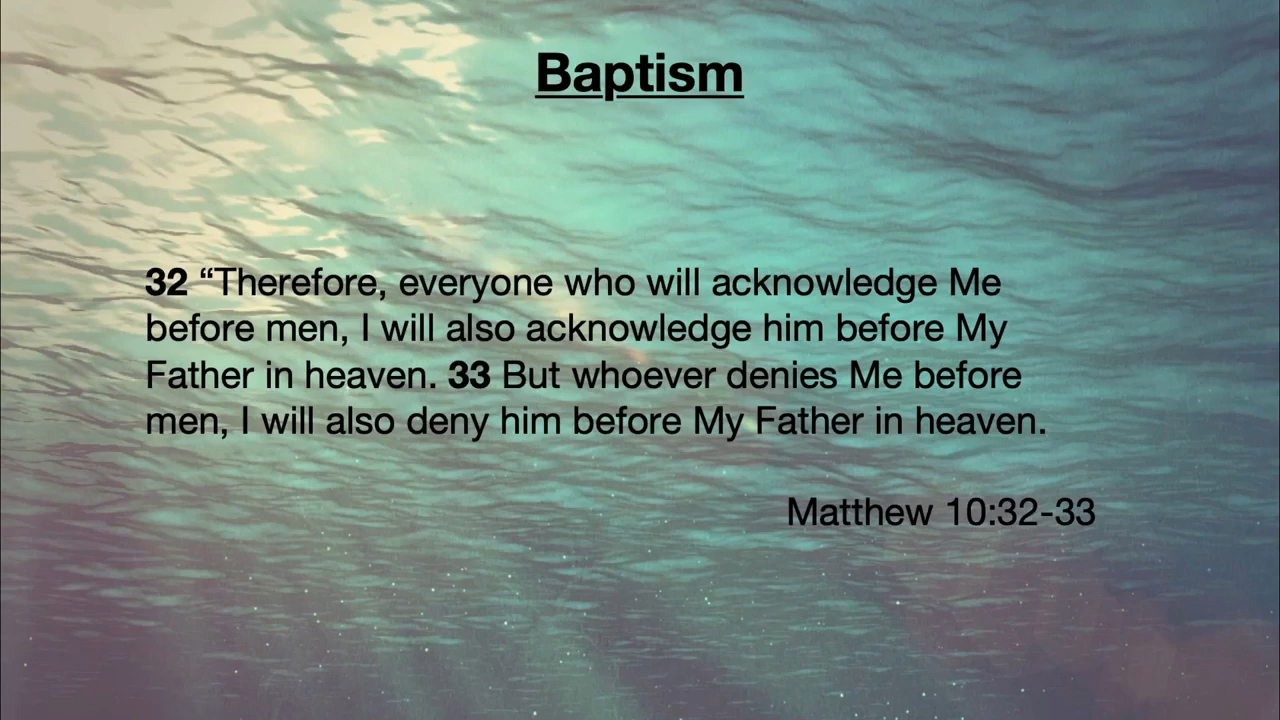 Baptism
32 “Therefore, everyone who will acknowledge Me
before men, I will also acknowledge him before My
Father in heaven. 33 But whoever denies Me before
men, I will also deny him before My Father in heaven.
Matthew 10:32-33